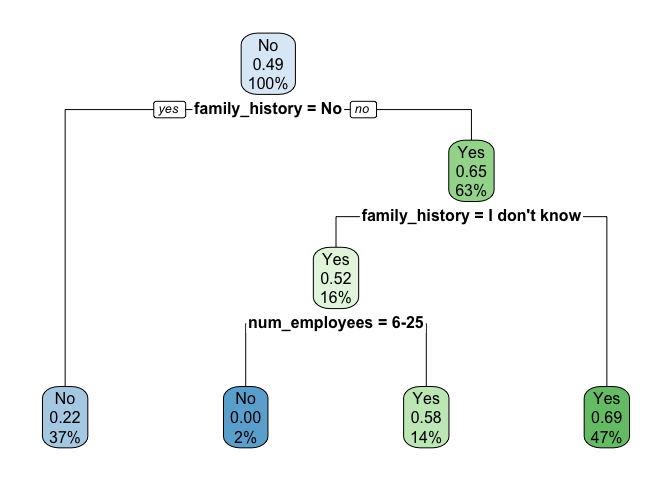 No
0.49
100%
yes family_history = No no
Yes
0.65
63%
family_history = I don't know
Yes
0.52
16%
num_employees = 6-25
No
0.22
37%
No
0.00
2%
Yes
0.58
14%
Yes
0.69
47%